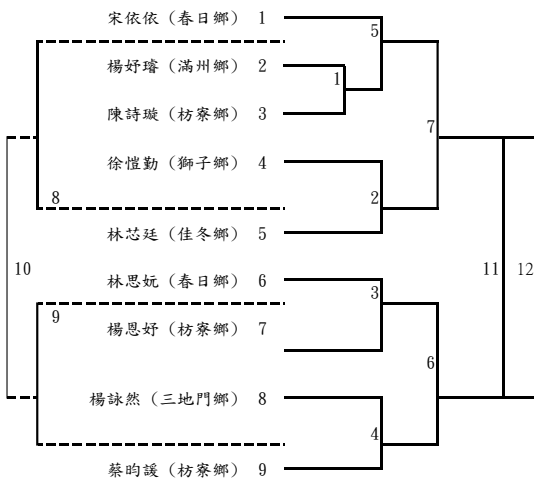 宋依依（春日鄉） 1
5
楊妤璿（滿州鄉） 2
1
陳詩璇（枋寮鄉） 3
7
徐愷勤（獅子鄉） 4
8
2
林芯廷（佳冬鄉） 5
10
11 12
林思妧（春日鄉） 6
3
9
楊恩妤（枋寮鄉） 7
6
楊詠然（三地門鄉） 8
4
蔡昀諼（枋寮鄉） 9